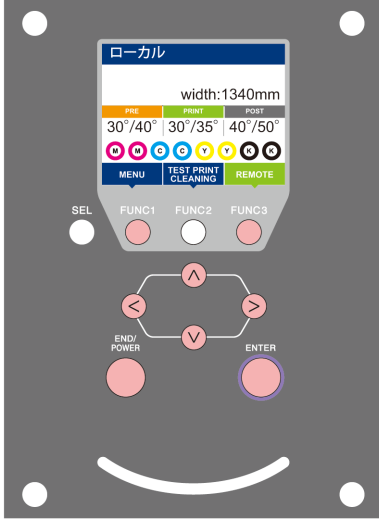 ローカル
width:1340mm
PRE PRINT POST
30°/40° 30°/35° 40°/50°
M M C C Y Y K K
MENU TEST PRINT CLEANING REMOTE
SEL FUNC1 FUNC2 FUNC3
< ∧ ∨ >
END/
POWER
ENTER